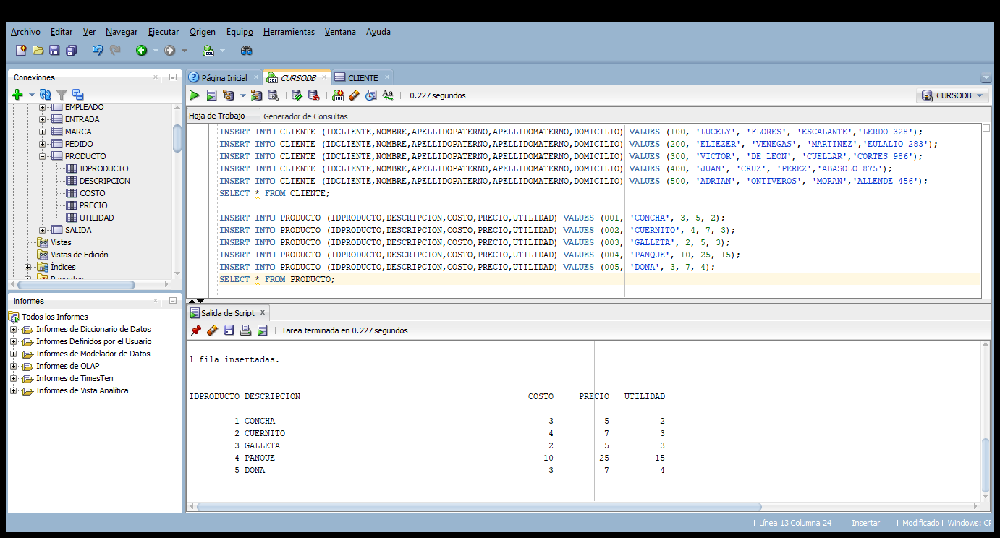 Archivo Editar Ver Navegar Ejecutar Origen Equipo Herramientas Ventana Ayuda
Conexiones
EMPLEADO
ENTRADA
MARCA
PEDIDO
PRODUCTO
IDPRODUCTO
DESCRIPCION
COSTO
PRECIO
UTILIDAD
SALIDA
Vistas
Vistas de Edición
Índices
Paquetes
Informes
Todos los Informes
Informes de Diccionario de Datos
Informes Definidos por el Usuario
Informes de Modelador de Datos
Informes de OLAP
Informes de TimesTen
Informes de Vista Analítica
Página Inicial CURSODB CLIENTE
0.227 segundos CURSODB
Hoja de Trabajo Generador de Consultas
INSERT INTO CLIENTE (IDCLIENTE,NOMBRE,APELLIDOPATERNO,APELLIDOMATERNO,DOMICILIO) VALUES (100, 'LUCELY', 'FLORES', 'ESCALANTE','LERDO 328');
INSERT INTO CLIENTE (IDCLIENTE,NOMBRE,APELLIDOPATERNO,APELLIDOMATERNO,DOMICILIO) VALUES (200, 'ELIEZER', 'VENEGAS', 'MARTINEZ','EULALIO 283');
INSERT INTO CLIENTE (IDCLIENTE,NOMBRE,APELLIDOPATERNO,APELLIDOMATERNO,DOMICILIO) VALUES (300, 'VICTOR', 'DE LEON', 'CUELLAR','CORTES 986');
INSERT INTO CLIENTE (IDCLIENTE,NOMBRE,APELLIDOPATERNO,APELLIDOMATERNO,DOMICILIO) VALUES (400, 'JUAN', 'CRUZ', 'PEREZ','ABASOLO 875');
INSERT INTO CLIENTE (IDCLIENTE,NOMBRE,APELLIDOPATERNO,APELLIDOMATERNO,DOMICILIO) VALUES (500, 'ADRIAN', 'ONTIVEROS', 'MORAN','ALLENDE 456');
SELECT * FROM CLIENTE;
INSERT INTO PRODUCTO (IDPRODUCTO,DESCRIPCION,COSTO,PRECIO,UTILIDAD) VALUES (001, 'CONCHA', 3, 5, 2);
INSERT INTO PRODUCTO (IDPRODUCTO,DESCRIPCION,COSTO,PRECIO,UTILIDAD) VALUES (002, 'CUERNITO', 4, 7, 3);
INSERT INTO PRODUCTO (IDPRODUCTO,DESCRIPCION,COSTO,PRECIO,UTILIDAD) VALUES (003, 'GALLETA', 2, 5, 3);
INSERT INTO PRODUCTO (IDPRODUCTO,DESCRIPCION,COSTO,PRECIO,UTILIDAD) VALUES (004, 'PANQUE', 10, 25, 15);
INSERT INTO PRODUCTO (IDPRODUCTO,DESCRIPCION,COSTO,PRECIO,UTILIDAD) VALUES (005, 'DONA', 3, 7, 4);
SELECT * FROM PRODUCTO;
Salida de Script x
Tarea terminada en 0.227 segundos
1 fila insertadas.
IDPRODUCTO DESCRIPCION COSTO PRECIO UTILIDAD
---------- -------------------------------------------------- ---------- ---------- ----------
1 CONCHA 3 5 2
2 CUERNITO 4 7 3
3 GALLETA 2 5 3
4 PANQUE 10 25 15
5 DONA 3 7 4
| Línea 13 Columna 24 | Insertar | Modificado | Windows: